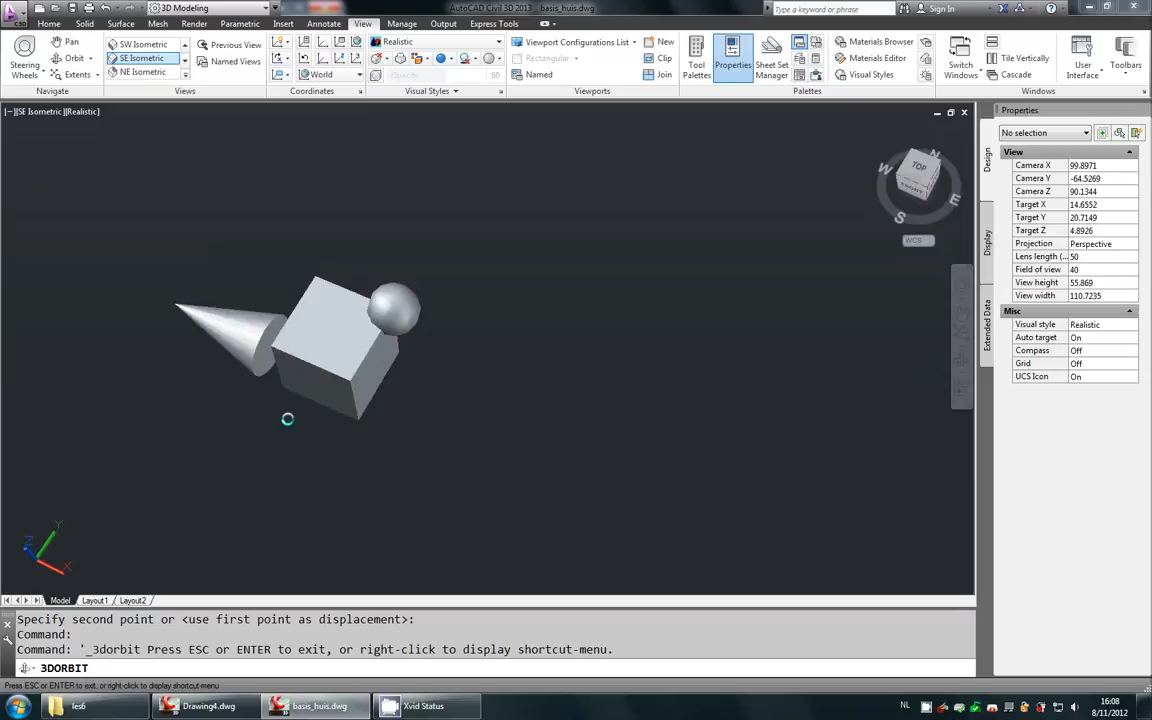 3D Modeling
AutoCAD Civil 3D 2013
basis_huis.dwg
Type a keyword or phrase
Sign In
C3D
Home
Solid
Surface
Mesh
Render
Parametric
Insert
Annotate
View
Manage
Output
Express Tools
Steering
Wheels
Pan
Orbit
Extents
Navigate
SW Isometric
SE Isometric
NE Isometric
Previous View
Named Views
Views
World
Coordinates
Realistic
Opacity
60
Visual Styles
Viewport Configurations List
Rectangular
Named
New
Clip
Join
Viewports
Tool
Palettes
Properties
Sheet Set
Manager
Materials Browser
Materials Editor
Visual Styles
Palettes
Switch
Windows
Tile Vertically
Cascade
User
Interface
Toolbars
Windows
[−][SE Isometric][Realistic]
N
W
E
S
TOP
FRONT
WCS
Z
Y
X
Properties
No selection
Design
Display
Extended Data
View
Camera X 99.8971
Camera Y -64.5269
Camera Z 90.1344
Target X 14.6552
Target Y 20.7149
Target Z 4.8926
Projection Perspective
Lens length (... 50
Field of view 40
View height 55.869
View width 110.7235
Misc
Visual style Realistic
Auto target On
Compass Off
Grid Off
UCS Icon On
Model
Layout1
Layout2
Specify second point or <use first point as displacement>:
Command:
Command: '_3dorbit Press ESC or ENTER to exit, or right-click to display shortcut-menu.
3DORBIT
Press ESC or ENTER to exit, or right-click to display shortcut-menu
les6
Drawing4.dwg
basis_huis.dwg
Xvid Status
NL
16:08
8/11/2012